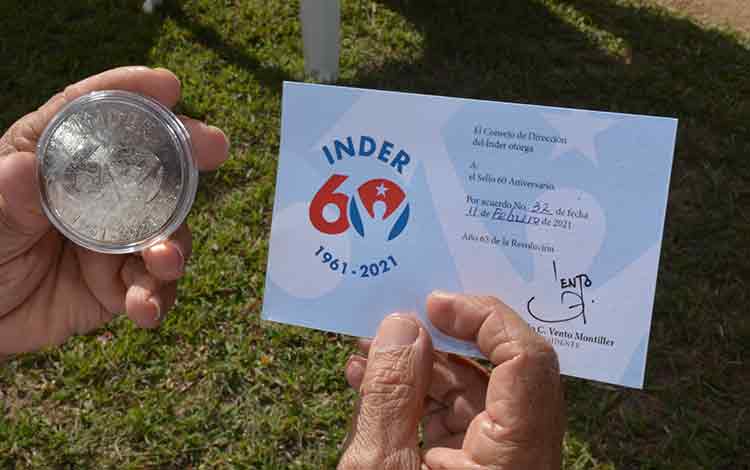 INDER
60
1961 - 2021
El Consejo de Dirección
del Inder otorga
A:
el Sello 60 Aniversario.
Por acuerdo No. 32 de fecha
11 de Febrero de 2021
Año 63 de la Revolución
VENTO
C. Vento Montiller